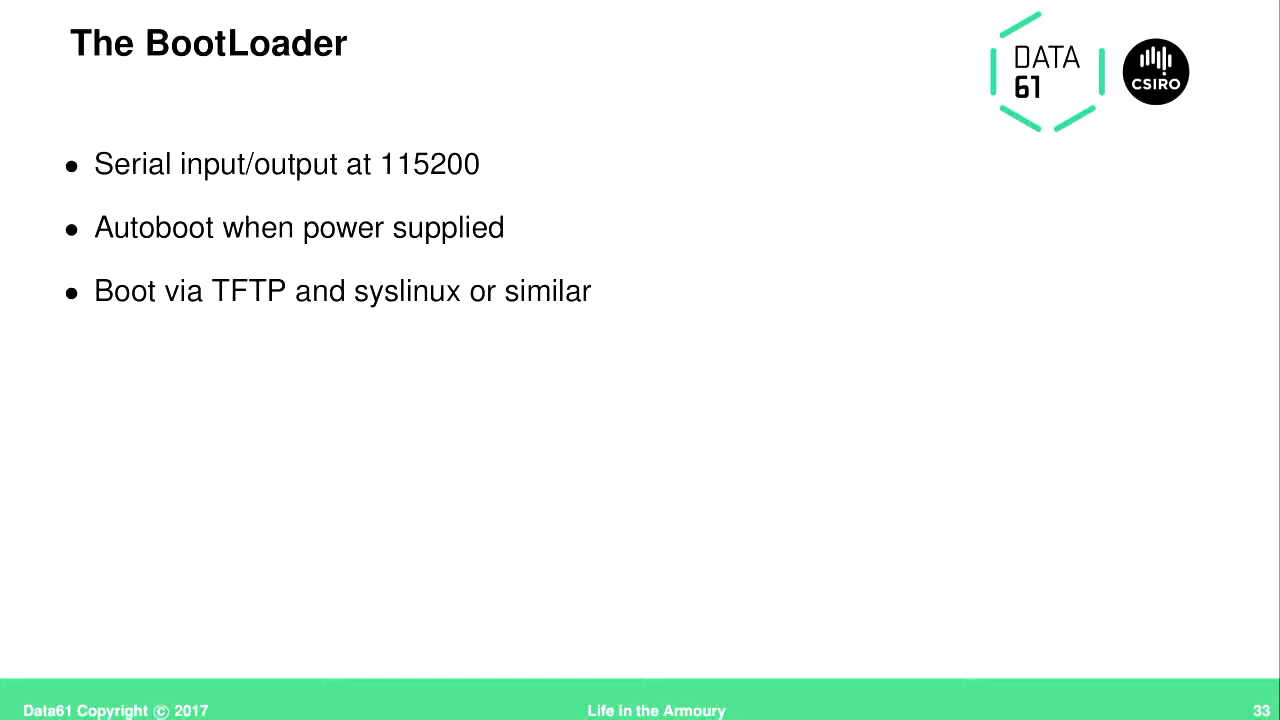 The BootLoader
DATA
61
CSIRO
• Serial input/output at 115200
• Autoboot when power supplied
• Boot via TFTP and syslinux or similar
Data61 Copyright © 2017
Life in the Armoury
33